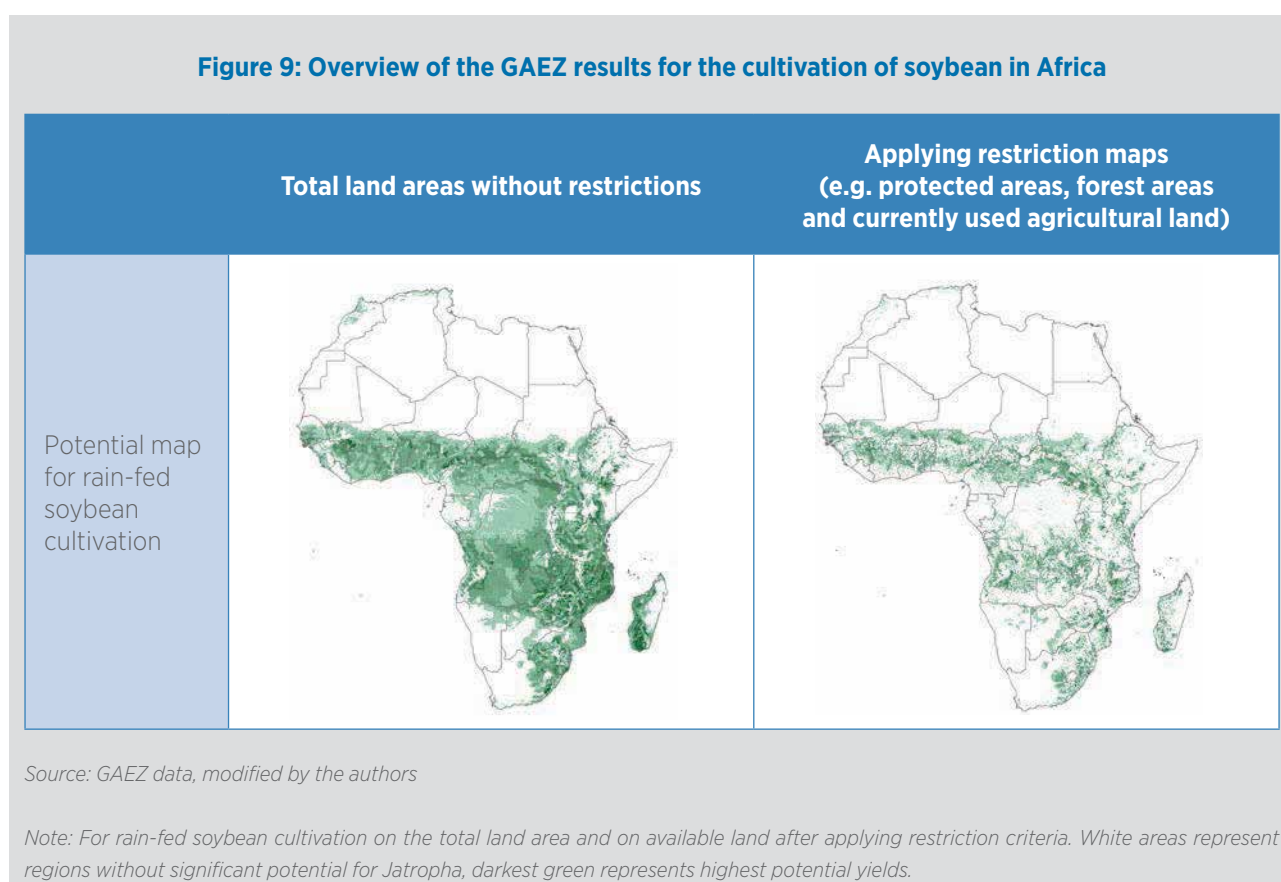 Figure 9: Overview of the GAEZ results for the cultivation of soybean in Africa
Total land areas without restrictions
Applying restriction maps
(e.g. protected areas, forest areas
and currently used agricultural land)
Potential map
for rain-fed
soybean
cultivation
Source: GAEZ data, modified by the authors
Note: For rain-fed soybean cultivation on the total land area and on available land after applying restriction criteria. White areas represent
regions without significant potential for Jatropha, darkest green represents highest potential yields.